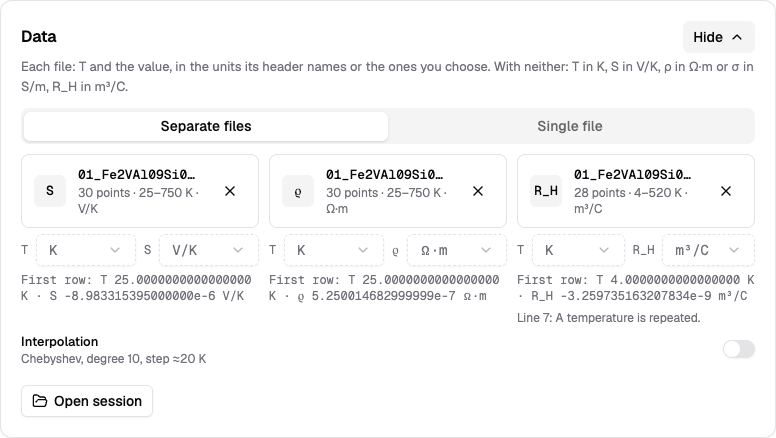 Data
Hide
Each file: T and the value, in the units its header names or the ones you choose. With neither: T in K, S in V/K, ρ in Ω·m or σ in
S/m, R_H in m³/C.
Separate files
Single file
S
01_Fe2VAl09Si0…
30 points · 25–750 K ·
V/K
ϱ
01_Fe2VAl09Si0…
30 points · 25–750 K ·
Ω·m
R_H
01_Fe2VAl09Si0…
28 points · 4–520 K ·
m³/C
T K S V/K
T K ϱ Ω·m
T K R_H m³/C
First row: T 25.0000000000000000
K · S -8.983315395000000e-6 V/K
First row: T 25.0000000000000000
K · ϱ 5.250014682999999e-7 Ω·m
First row: T 4.0000000000000000 K
· R_H -3.259735163207834e-9 m³/C
Line 7: A temperature is repeated.
Interpolation
Chebyshev, degree 10, step ≈20 K
Open session